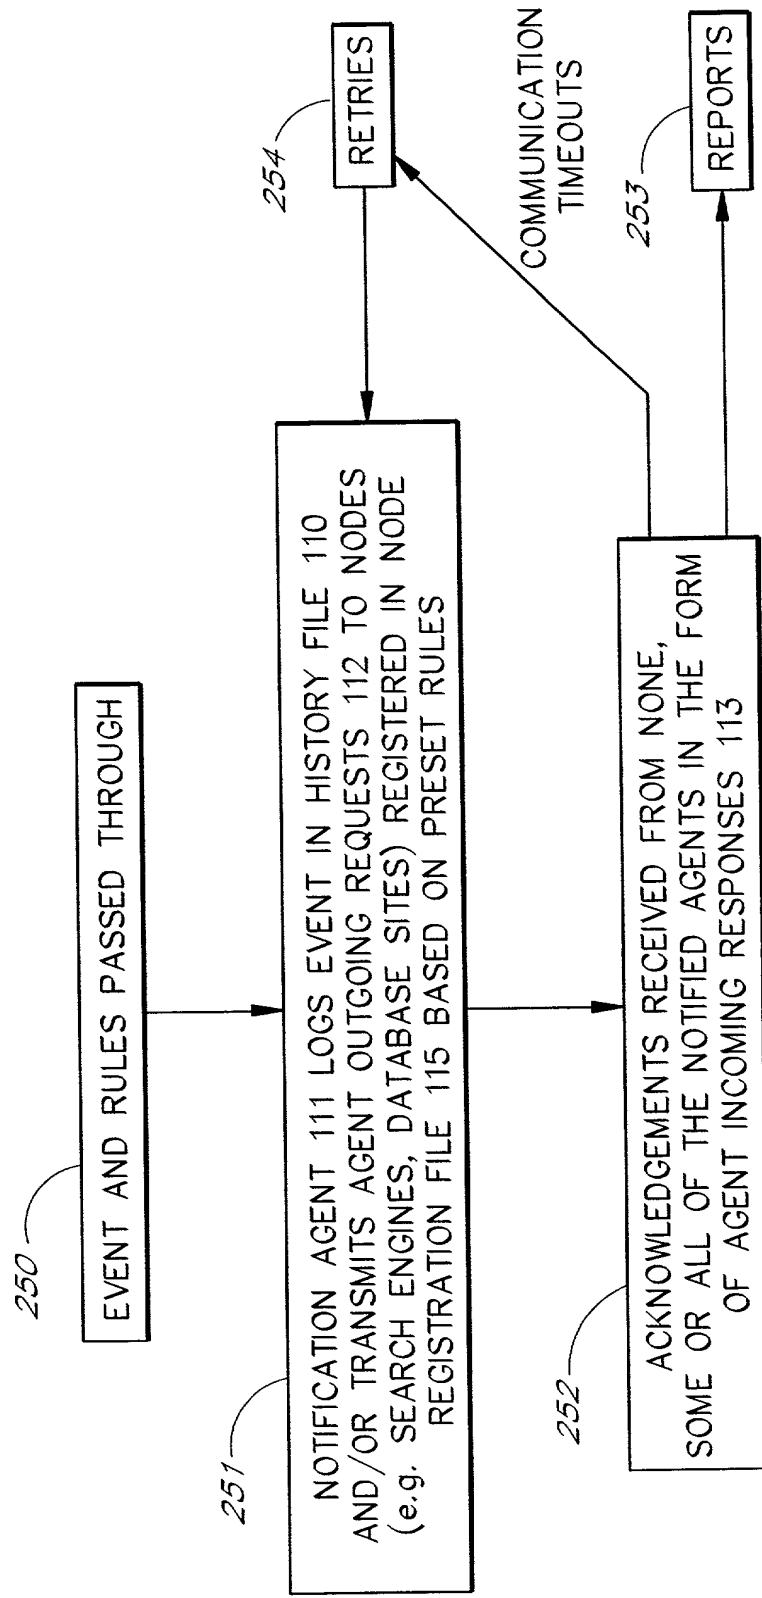 250
EVENT AND RULES PASSED THROUGH
251
NOTIFICATION AGENT 111 LOGS EVENT IN HISTORY FILE 110
AND/OR TRANSMITS AGENT OUTGOING REQUESTS 112 TO NODES
(e.g. SEARCH ENGINES, DATABASE SITES) REGISTERED IN NODE
REGISTRATION FILE 115 BASED ON PRESET RULES
254
RETRIES
252
ACKNOWLEDGEMENTS RECEIVED FROM NONE,
SOME OR ALL OF THE NOTIFIED AGENTS IN THE FORM
OF AGENT INCOMING RESPONSES 113
COMMUNICATION
TIMEOUTS
253
REPORTS